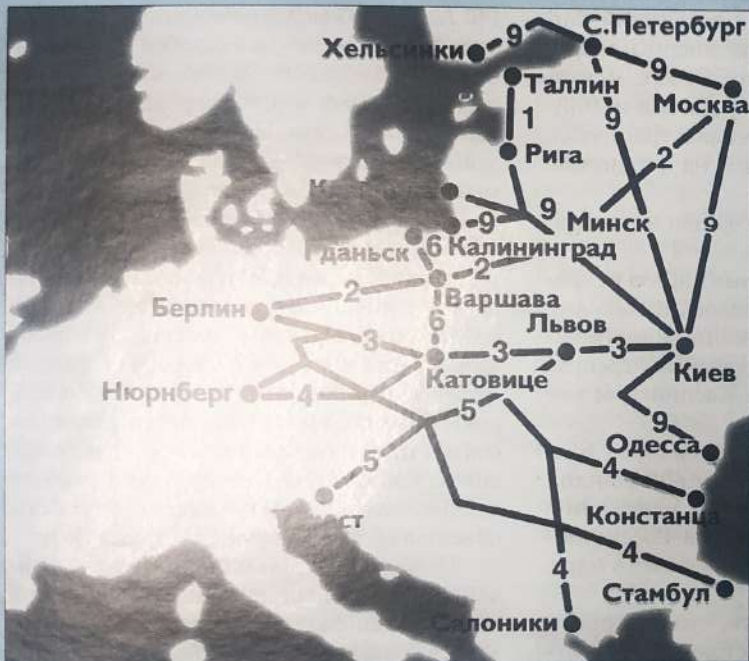 С.Петербург
9
Хельсинки
9
Таллин
Москва
1
9
2
Рига
9
9
Минск
9
6
Калининград
Гданьск
2
2
Варшава
Берлин
6
Львов
3
3
3
Киев
Катовице
Нюрнберг
4
5
9
Одесса
5
4
Констанца
4
4
Стамбул
Салоники